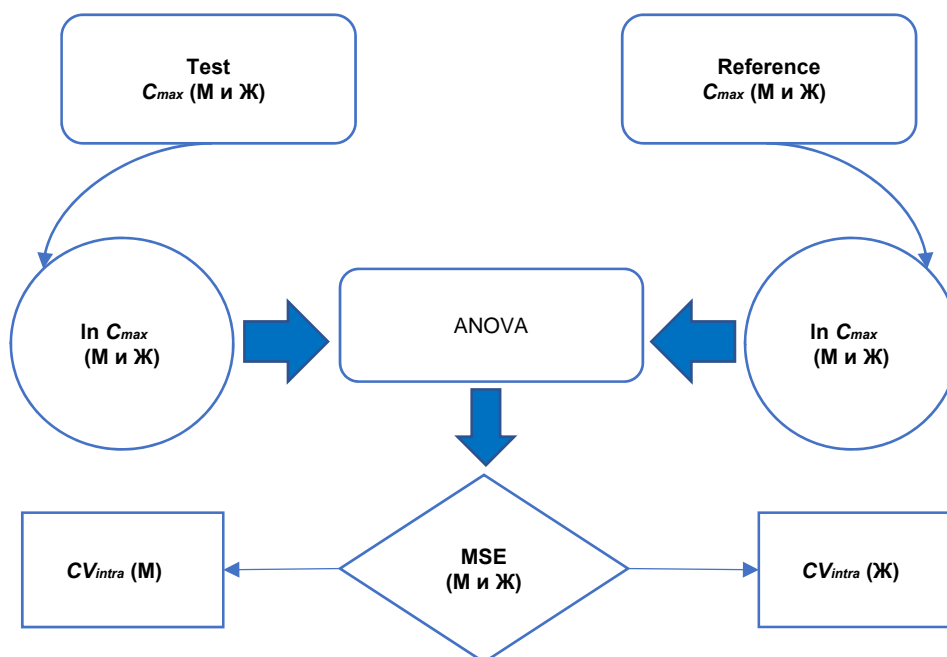 Test
Cmax (М и Ж)
Reference
Cmax (М и Ж)
ln Cmax
(М и Ж)
ANOVA
ln Cmax
(М и Ж)
CVintra (М)
MSE
(М и Ж)
CVintra (Ж)